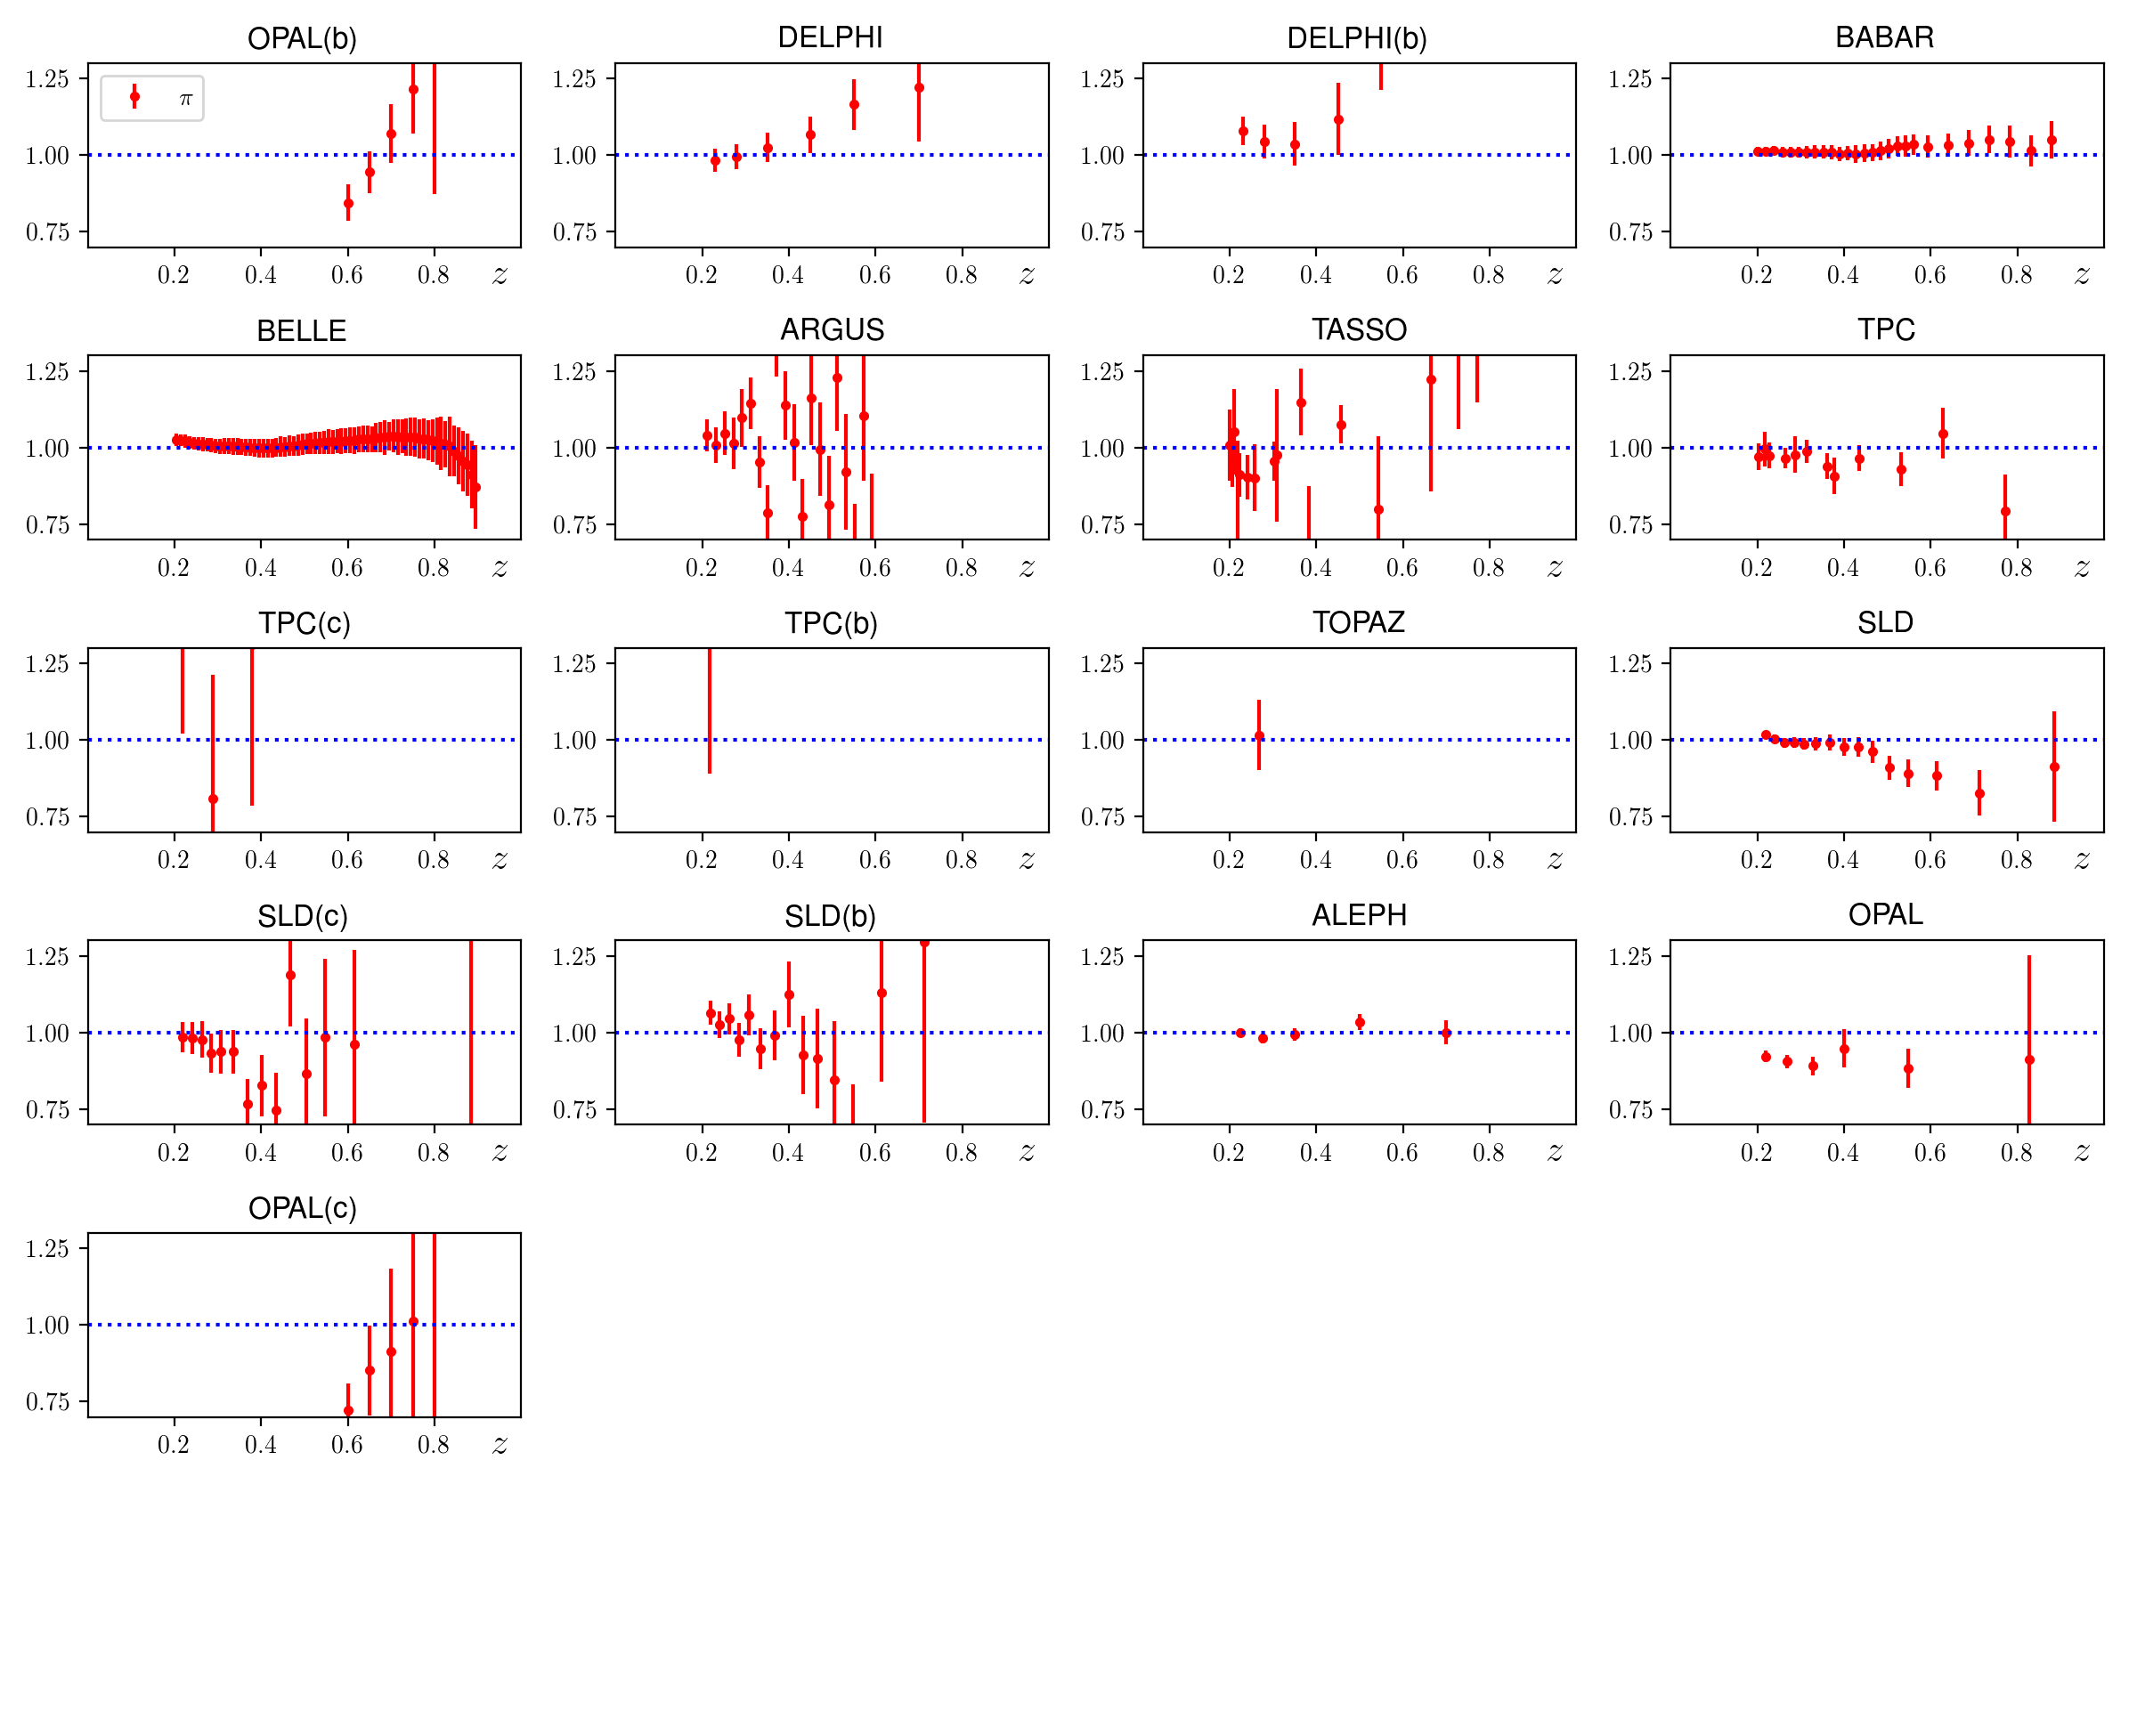 OPAL(b) DELPHI DELPHI(b) BABAR
1.25 1.25 1.25 1.25
π
1.00 1.00 1.00 1.00
0.75 0.75 0.75 0.75
0.2 0.4 0.6 0.8 z 0.2 0.4 0.6 0.8 z 0.2 0.4 0.6 0.8 z 0.2 0.4 0.6 0.8 z
BELLE ARGUS TASSO TPC
1.25 1.25 1.25 1.25
1.00 1.00 1.00 1.00
0.75 0.75 0.75 0.75
0.2 0.4 0.6 0.8 z 0.2 0.4 0.6 0.8 z 0.2 0.4 0.6 0.8 z 0.2 0.4 0.6 0.8 z
TPC(c) TPC(b) TOPAZ SLD
1.25 1.25 1.25 1.25
1.00 1.00 1.00 1.00
0.75 0.75 0.75 0.75
0.2 0.4 0.6 0.8 z 0.2 0.4 0.6 0.8 z 0.2 0.4 0.6 0.8 z 0.2 0.4 0.6 0.8 z
SLD(c) SLD(b) ALEPH OPAL
1.25 1.25 1.25 1.25
1.00 1.00 1.00 1.00
0.75 0.75 0.75 0.75
0.2 0.4 0.6 0.8 z 0.2 0.4 0.6 0.8 z 0.2 0.4 0.6 0.8 z 0.2 0.4 0.6 0.8 z
OPAL(c)
1.25
1.00
0.75
0.2 0.4 0.6 0.8 z